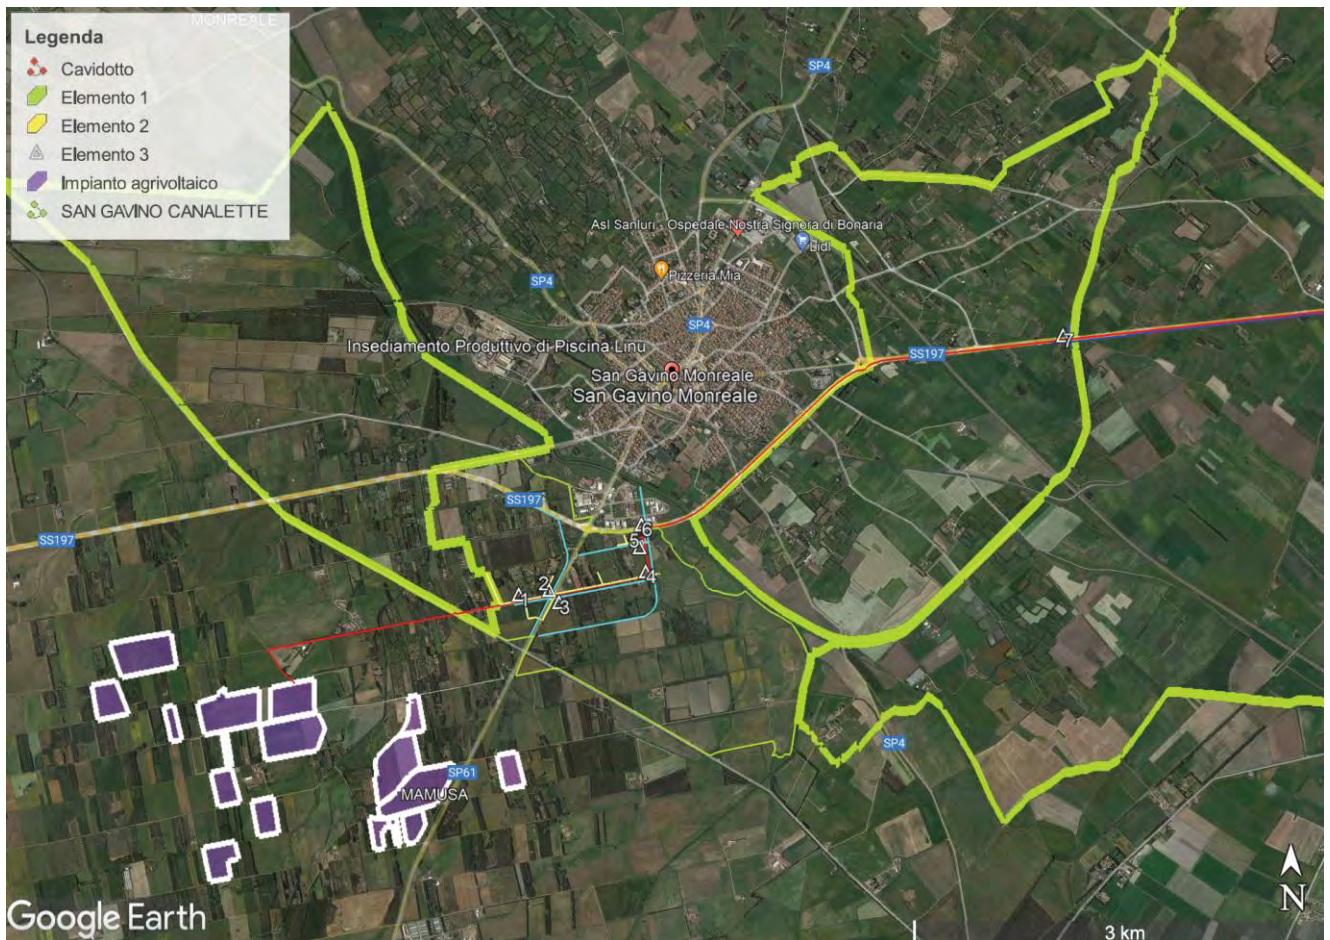 MONREALE
Legenda
Cavidotto
Elemento 1
Elemento 2
Elemento 3
Impianto agrivoltaico
SAN GAVINO CANALETTE
SP4
Asl Sanluri - Ospedale Nostra Signora di Bonaria
Lidl
Pizzeria Mia
SP4
SP4
Insediamento Produttivo di Piscina Linu
SS197
7
San Gavino Monreale
San Gavino Monreale
SS197
SS197
6
5
4
2
1
3
SP4
SP61
MAMUSA
N
Google Earth
3 km